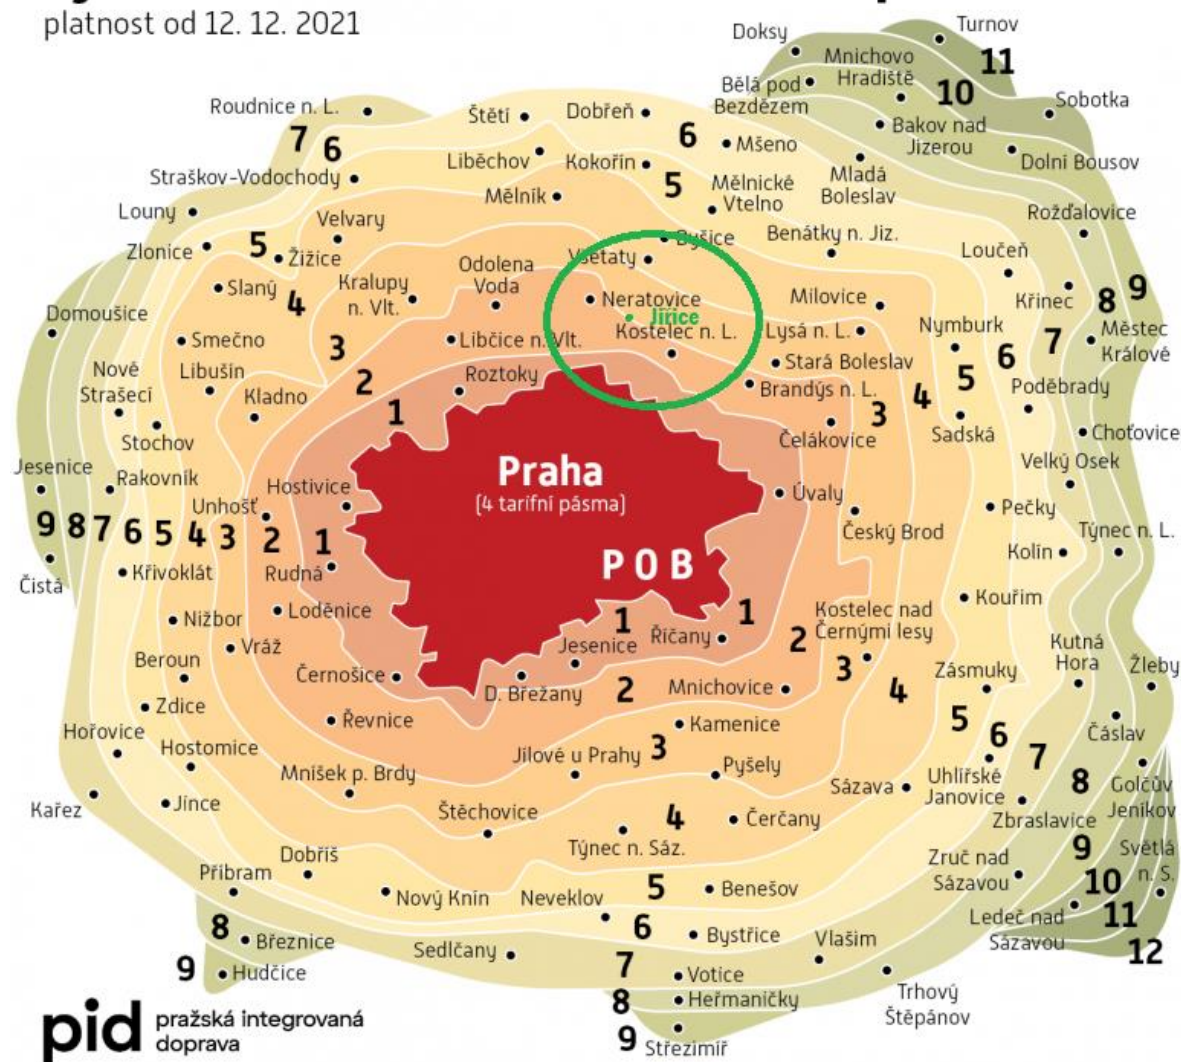 platnost od 12. 12. 2021
Turnov
Doksy
11
Mnichovo
Hradiště
10
Bělá pod
Bezdězem
Sobotka
Roudnice n. L.
Štětí
Dobřeň
6
Mšeno
Bakov nad
Jizerou
7
6
Liběchov
Kokořín
Dolní Bousov
Straškov-Vodochody
5
Mělnické
Vtelno
Mladá
Boleslav
Mělník
Louny
Velvary
Rožďalovice
Zlonice
5
Žižice
Byšice
Benátky n. Jiz.
Loučeň
Všetaty
Slaný
4
Kralupy
n. Vlt.
Odolena
Voda
Neratovice
Milovice
Křinec
8
9
Domoušice
Jiřice
Smečno
3
Libčice n. Vlt.
Kostelec n. L.
Lysá n. L.
Nymburk
7
Městec
Králové
Nové
Strašecí
Libušín
2
Roztoky
Stará Boleslav
6
5
Kladno
Brandýs n. L.
4
Poděbrady
1
3
Stochov
Čelákovice
Sadská
Choťovice
Jesenice
Rakovník
Praha
Velký Osek
(4 tarifní pásma)
Hostivice
Úvaly
Unhošť
Pečky
9
8
7
6
5
4
3
2
1
Český Brod
Týnec n. L.
Kolín
Čistá
Křivoklát
Rudná
POB
Kouřim
Nižbor
Loděnice
1
1
Kostelec nad
Černými lesy
2
Vráž
Jesenice
Říčany
Kutná
Hora
Beroun
3
Zásmuky
Žleby
Černošice
D. Břežany
2
Mnichovice
4
Zdice
Řevnice
Kamenice
5
6
Čáslav
Hořovice
Hostomice
Jílové u Prahy
3
7
Mníšek p. Brdy
Pyšely
Sázava
Uhlířské
Janovice
8
Golčův
Jeníkov
Kařez
Jince
Štěchovice
4
Čerčany
Zbraslavice
Týnec n. Sáz.
9
Světlá
n. S.
Dobříš
Zruč nad
Sázavou
Příbram
5
10
Nový Knín
Neveklov
Benešov
11
8
6
Ledeč nad
Sázavou
Březnice
Bystřice
Vlašim
12
Sedlčany
9
Hudčice
7
Votice
Trhový
Štěpánov
8
Heřmaničky
pid
pražská integrovaná
doprava
9
Střezimíř